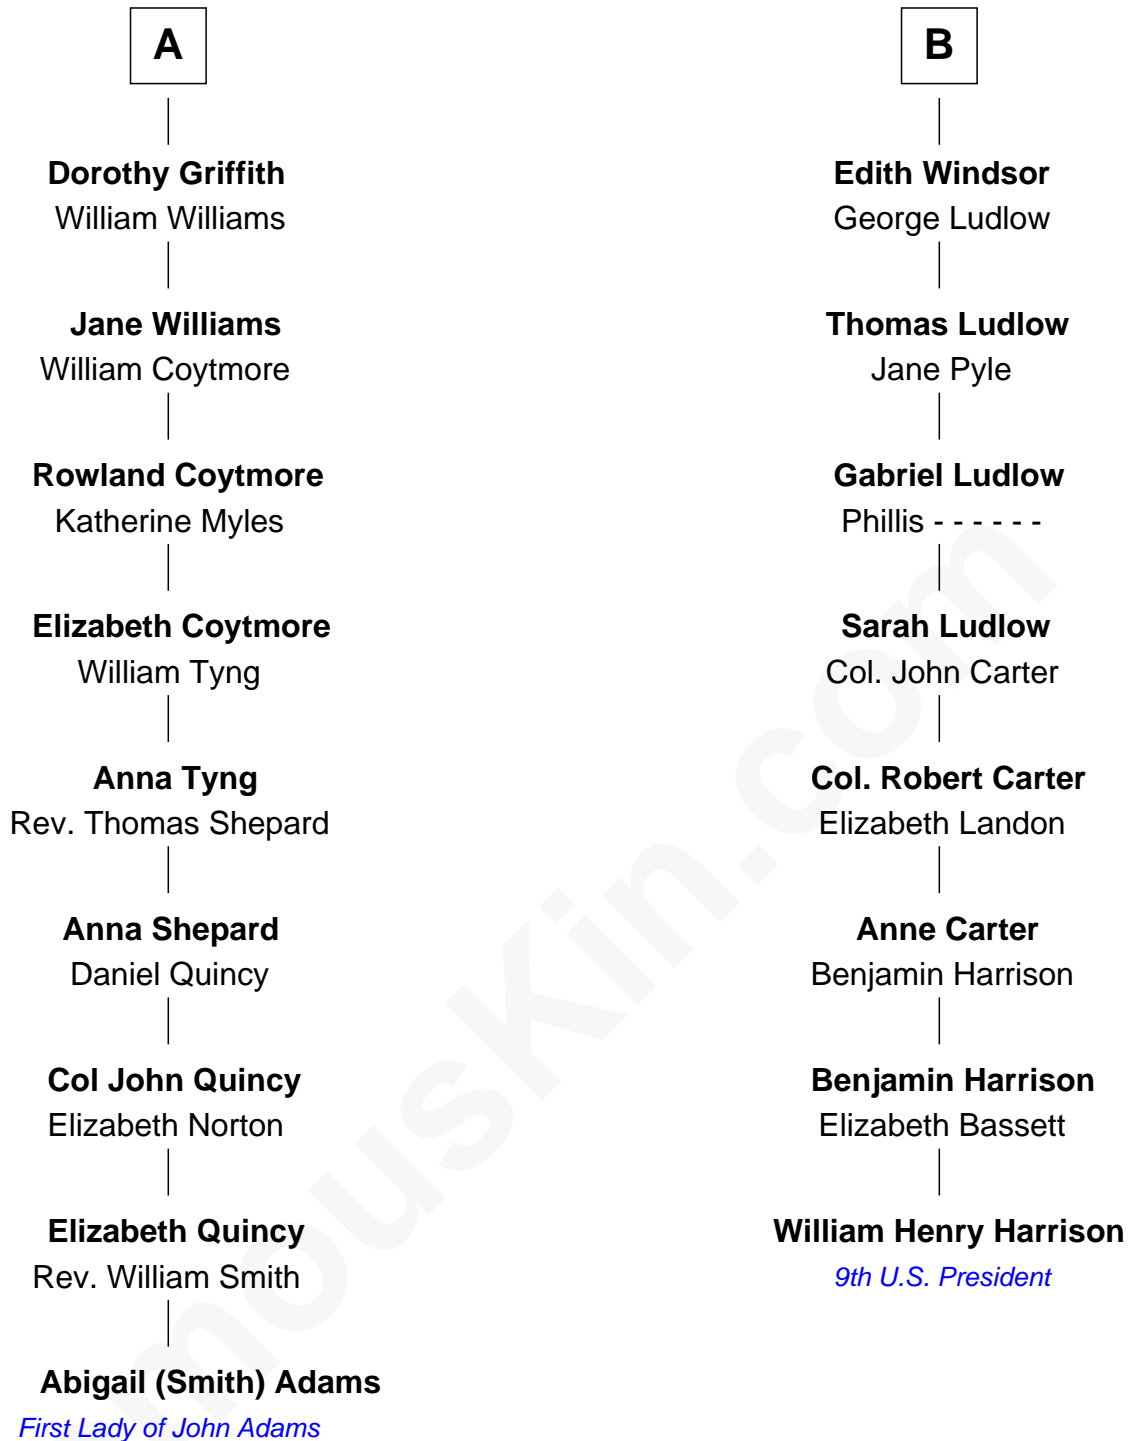 A
Dorothy Griffith
William Williams
Jane Williams
William Coytmore
Rowland Coytmore
Katherine Myles
Elizabeth Coytmore
William Tyng
Anna Tyng
Rev. Thomas Shepard
Anna Shepard
Daniel Quincy
Col John Quincy
Elizabeth Norton
Elizabeth Quincy
Rev. William Smith
Abigail (Smith) Adams
First Lady of John Adams
B
Edith Windsor
George Ludlow
Thomas Ludlow
Jane Pyle
Gabriel Ludlow
Phillis - - - - - -
Sarah Ludlow
Col. John Carter
Col. Robert Carter
Elizabeth Landon
Anne Carter
Benjamin Harrison
Benjamin Harrison
Elizabeth Bassett
William Henry Harrison
9th U.S. President
mousKin.com